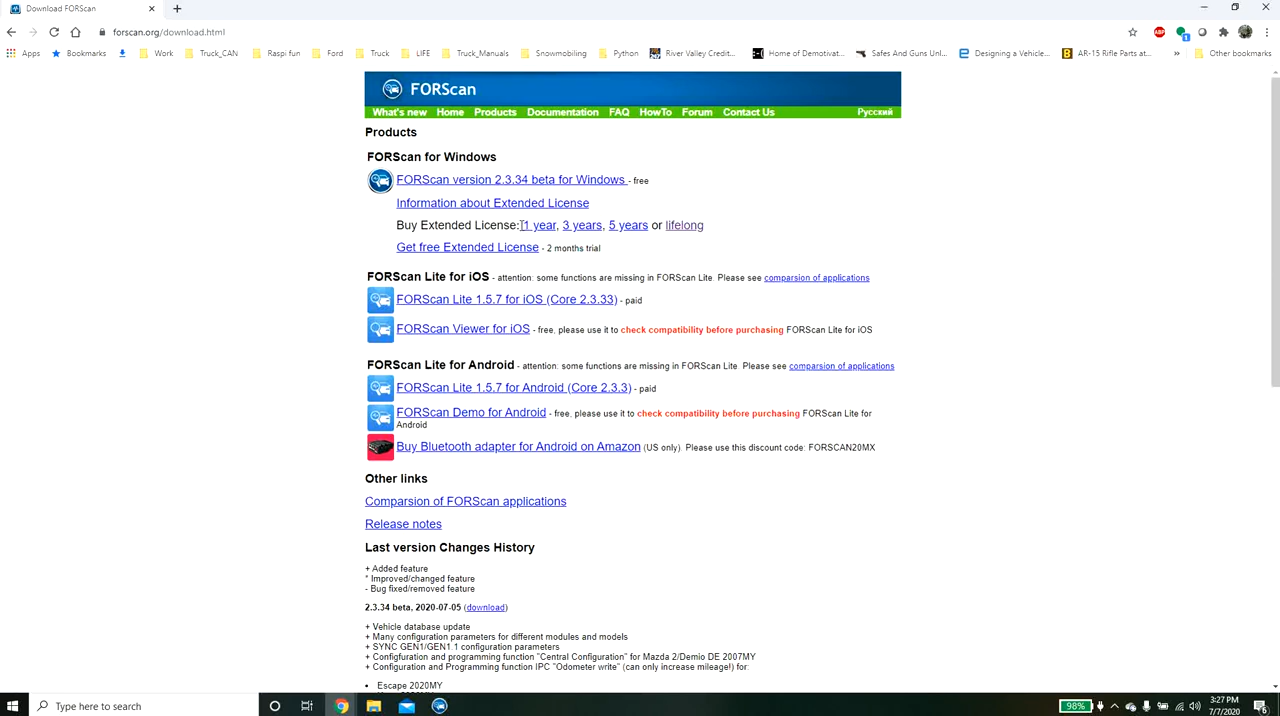 Download FORScan
forscan.org/download.html
ABP
1
Apps Bookmarks Work Truck_CAN Raspi fun Ford Truck LIFE Truck_Manuals Snowmobiling Python River Valley Credit... Home of Demotivat... Safes And Guns Unl... Designing a Vehicle... AR-15 Rifle Parts at... » Other bookmarks
FORScan
What's new Home Products Documentation FAQ HowTo Forum Contact Us Русский
Products
FORScan for Windows
FORScan version 2.3.34 beta for Windows - free
Information about Extended License
Buy Extended License: 1 year, 3 years, 5 years or lifelong
Get free Extended License - 2 months trial
FORScan Lite for iOS - attention: some functions are missing in FORScan Lite. Please see comparsion of applications
FORScan Lite 1.5.7 for iOS (Core 2.3.33) - paid
FORScan Viewer for iOS - free, please use it to check compatibility before purchasing FORScan Lite for iOS
FORScan Lite for Android - attention: some functions are missing in FORScan Lite. Please see comparsion of applications
FORScan Lite 1.5.7 for Android (Core 2.3.3) - paid
FORScan Demo for Android - free, please use it to check compatibility before purchasing FORScan Lite for
Android
Buy Bluetooth adapter for Android on Amazon (US only). Please use this discount code: FORSCAN20MX
Other links
Comparsion of FORScan applications
Release notes
Last version Changes History
+ Added feature
* Improved/changed feature
- Bug fixed/removed feature
2.3.34 beta, 2020-07-05 (download)
+ Vehicle database update
+ Many configuration parameters for different modules and models
+ SYNC GEN1/GEN1.1 configuration parameters
+ Configfuration and programming function "Central Configuration" for Mazda 2/Demio DE 2007MY
+ Configuration and Programming function IPC "Odometer write" (can only increase mileage!) for:
• Escape 2020MY
Type here to search
98%
3:27 PM
7/7/2020
6